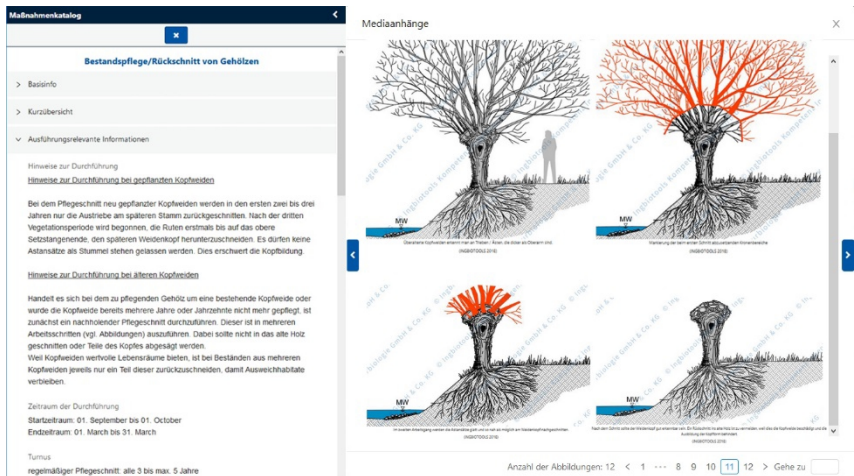 Maßnahmenkatalog
Bestandspflege/Rückschnitt von Gehölzen
Basisinfo
Kurzübersicht
Ausführungsrelevante Informationen
Hinweise zur Durchführung
Hinweise zur Durchführung bei gepflanzten Kopfweiden
Bei dem Pflegeschnitt neu gepflanzter Kopfweiden werden in den ersten zwei bis drei
Jahren nur die Austriebe am späteren Stamm zurückgeschnitten. Nach der dritten
Vegetationsperiode wird begonnen, die Ruten erstmals bis auf das obere
Setzstangenende, den späteren Weidenkopf herunterzuschneiden. Es dürfen keine
Astansätze als Stummel stehen gelassen werden. Dies erschwert die Kopfbildung.
Hinweise zur Durchführung bei älteren Kopfweiden
Handelt es sich bei dem zu pflegenden Gehölz um eine bestehende Kopfweide oder
wurde die Kopfweide bereits mehrere Jahre oder Jahrzehnte nicht mehr gepflegt, ist
zunächst ein nachholender Pflegeschnitt durchzuführen. Dieser ist in mehreren
Arbeitsschritten (vgl. Abbildungen) auszuführen. Dabei sollte nicht in das alte Holz
geschnitten oder Teile des Kopfes abgesägt werden.
Weil Kopfweiden wertvolle Lebensräume bieten, ist bei Beständen aus mehreren
Kopfweiden jeweils nur ein Teil dieser zurückzuschneiden, damit Ausweichhabitate
verbleiben.
Zeitraum der Durchführung
Startzeitraum: 01. September bis 01. October
Endzeitraum: 01. March bis 31. March
Turnus
regelmäßiger Pflegeschnitt: alle 3 bis max. 5 Jahre
Mediaanhänge
MW
MW
(INGBIOTOOLS 2016)
(INGBIOTOOLS 2016)
MW
MW
(INGBIOTOOLS 2016)
(INGBIOTOOLS 2016)
Anzahl der Abbildungen: 12 < 1 ··· 8 9 10 11 12 > Gehe zu